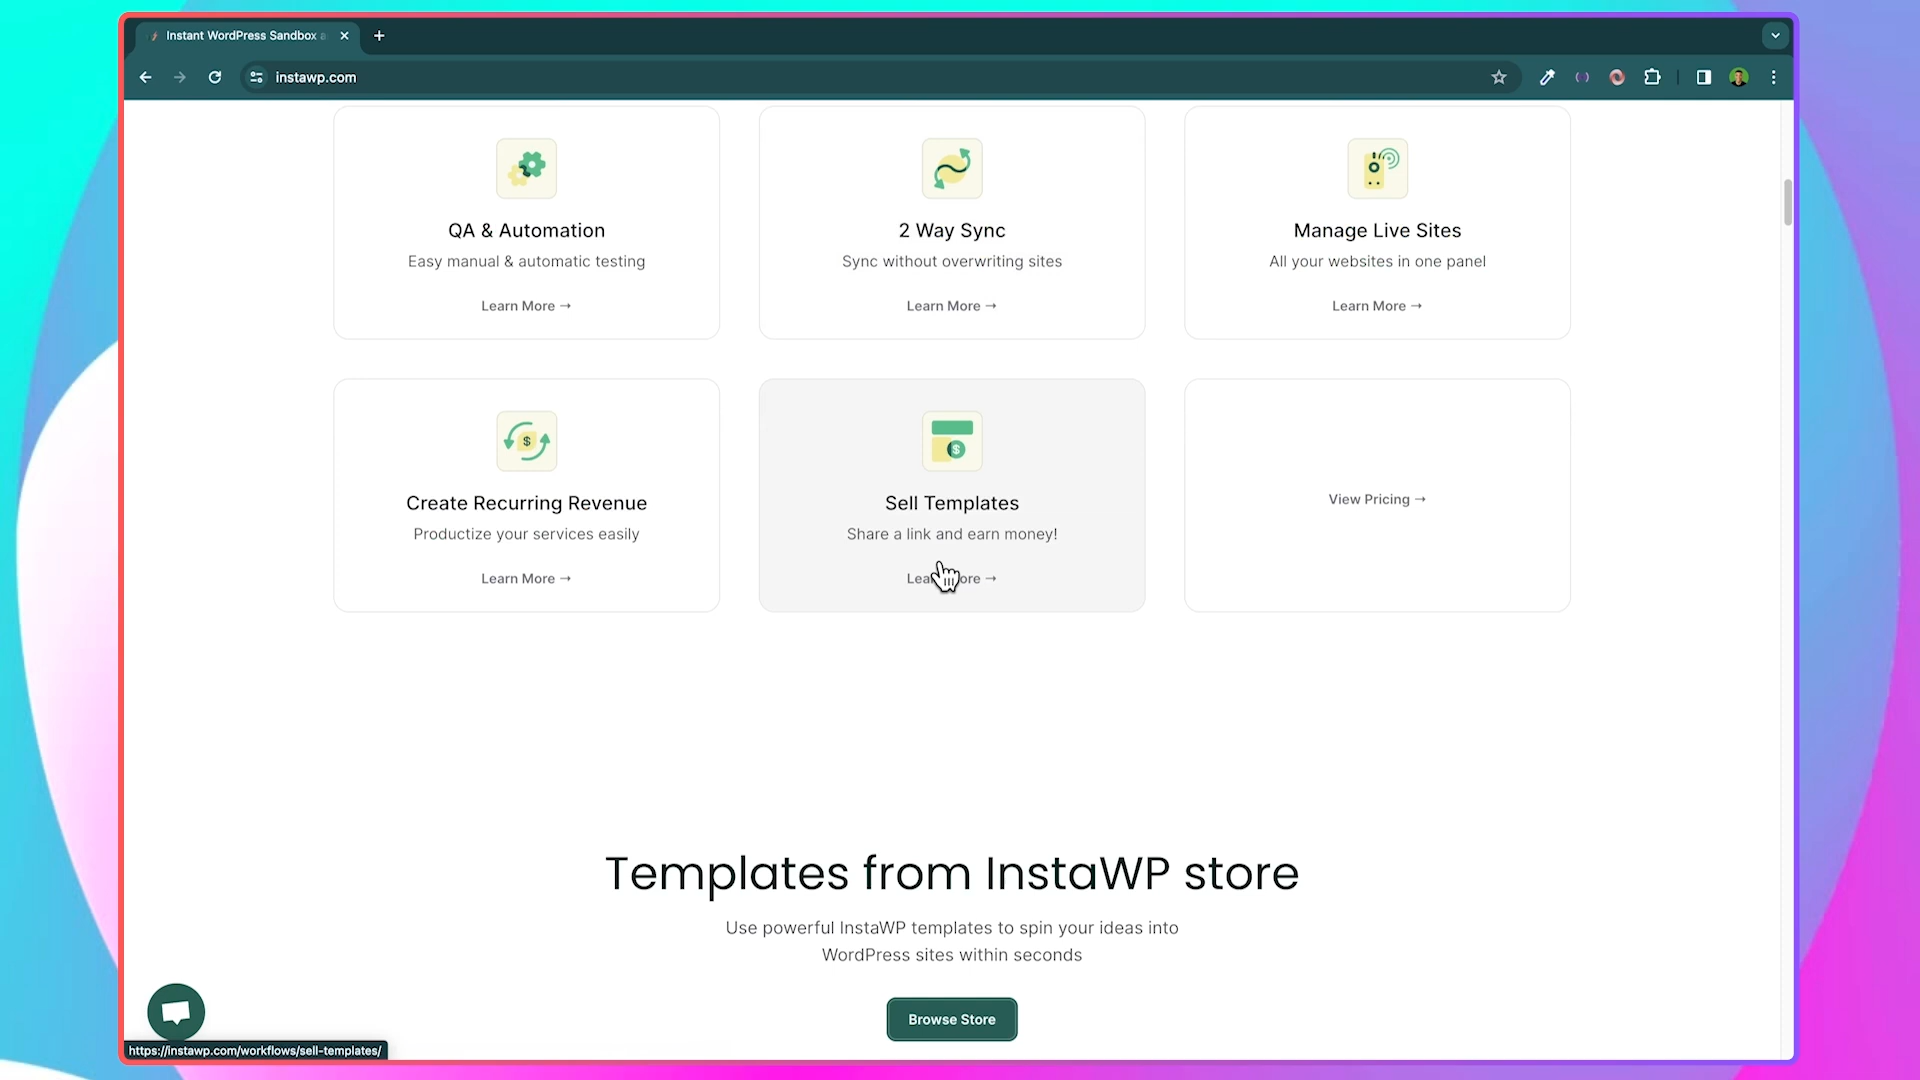 Instant WordPress Sandbox a
instawp.com
QA & Automation
Easy manual & automatic testing
Learn More →
2 Way Sync
Sync without overwriting sites
Learn More →
Manage Live Sites
All your websites in one panel
Learn More →
Create Recurring Revenue
Productize your services easily
Learn More →
Sell Templates
Share a link and earn money!
View Pricing →
Templates from InstaWP store
Use powerful InstaWP templates to spin your ideas into
WordPress sites within seconds
Browse Store
https://instawp.com/workflows/sell-templates/